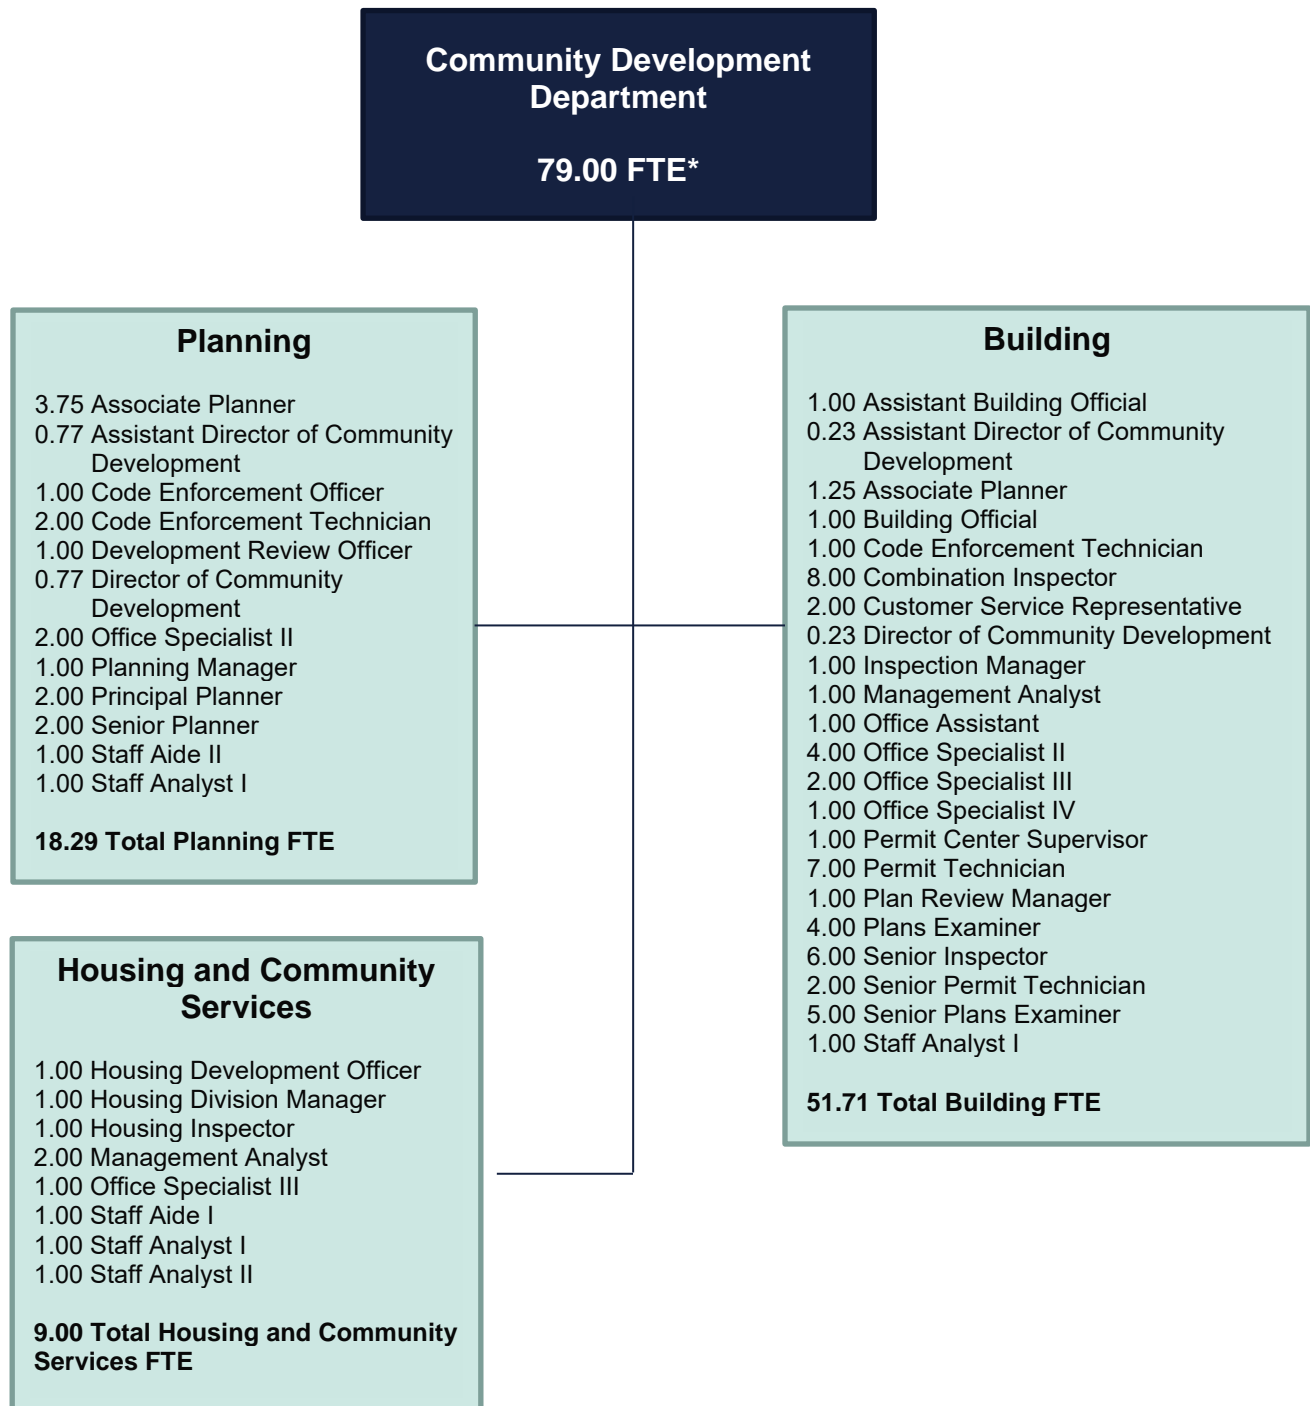 Community Development
Department
79.00 FTE*
Planning
3.75 Associate Planner
0.77 Assistant Director of Community
Development
1.00 Code Enforcement Officer
2.00 Code Enforcement Technician
1.00 Development Review Officer
0.77 Director of Community
Development
2.00 Office Specialist II
1.00 Planning Manager
2.00 Principal Planner
2.00 Senior Planner
1.00 Staff Aide II
1.00 Staff Analyst I
18.29 Total Planning FTE
Housing and Community
Services
1.00 Housing Development Officer
1.00 Housing Division Manager
1.00 Housing Inspector
2.00 Management Analyst
1.00 Office Specialist III
1.00 Staff Aide I
1.00 Staff Analyst I
1.00 Staff Analyst II
9.00 Total Housing and Community
Services FTE
Building
1.00 Assistant Building Official
0.23 Assistant Director of Community
Development
1.25 Associate Planner
1.00 Building Official
1.00 Code Enforcement Technician
8.00 Combination Inspector
2.00 Customer Service Representative
0.23 Director of Community Development
1.00 Inspection Manager
1.00 Management Analyst
1.00 Office Assistant
4.00 Office Specialist II
2.00 Office Specialist III
1.00 Office Specialist IV
1.00 Permit Center Supervisor
7.00 Permit Technician
1.00 Plan Review Manager
4.00 Plans Examiner
6.00 Senior Inspector
2.00 Senior Permit Technician
5.00 Senior Plans Examiner
1.00 Staff Analyst I
51.71 Total Building FTE